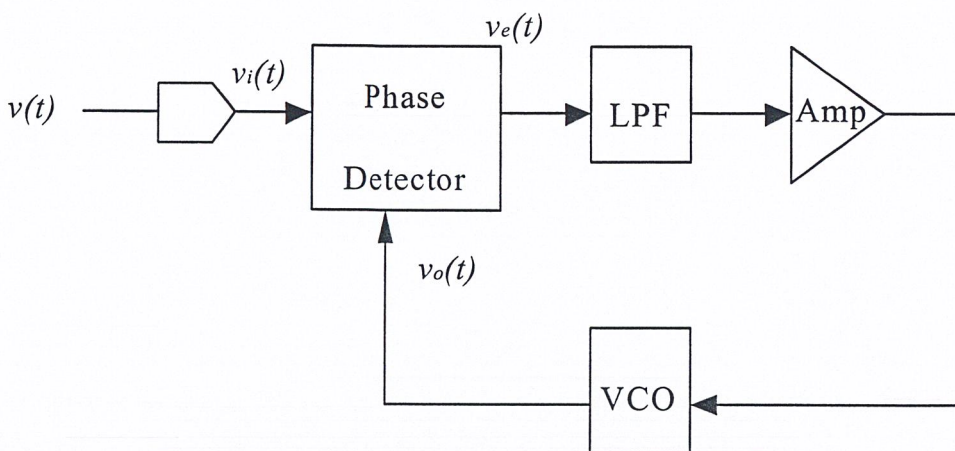 v(t)
vi(t)
Phase
Detector
ve(t)
LPF
Amp
vo(t)
VCO